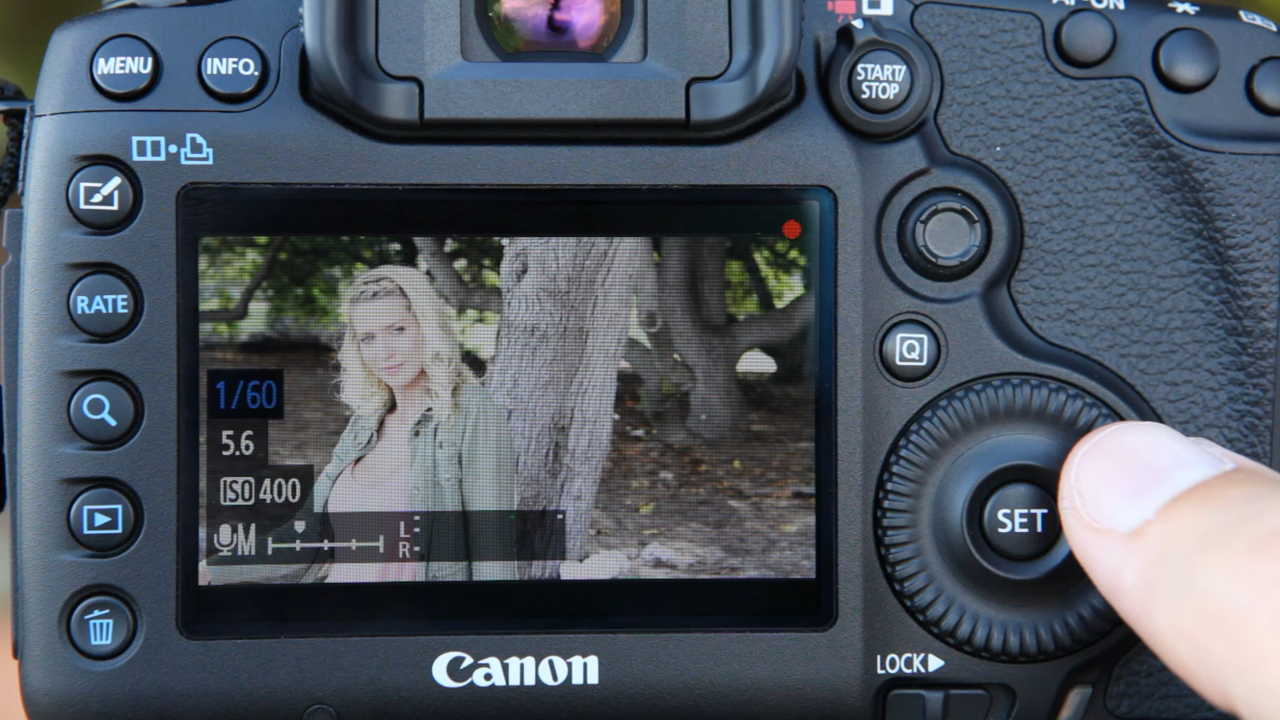 AF-ON
MENU
INFO.
START/
STOP
RATE
Q
1/60
5.6
ISO 400
M
L
R
SET
Canon
LOCK